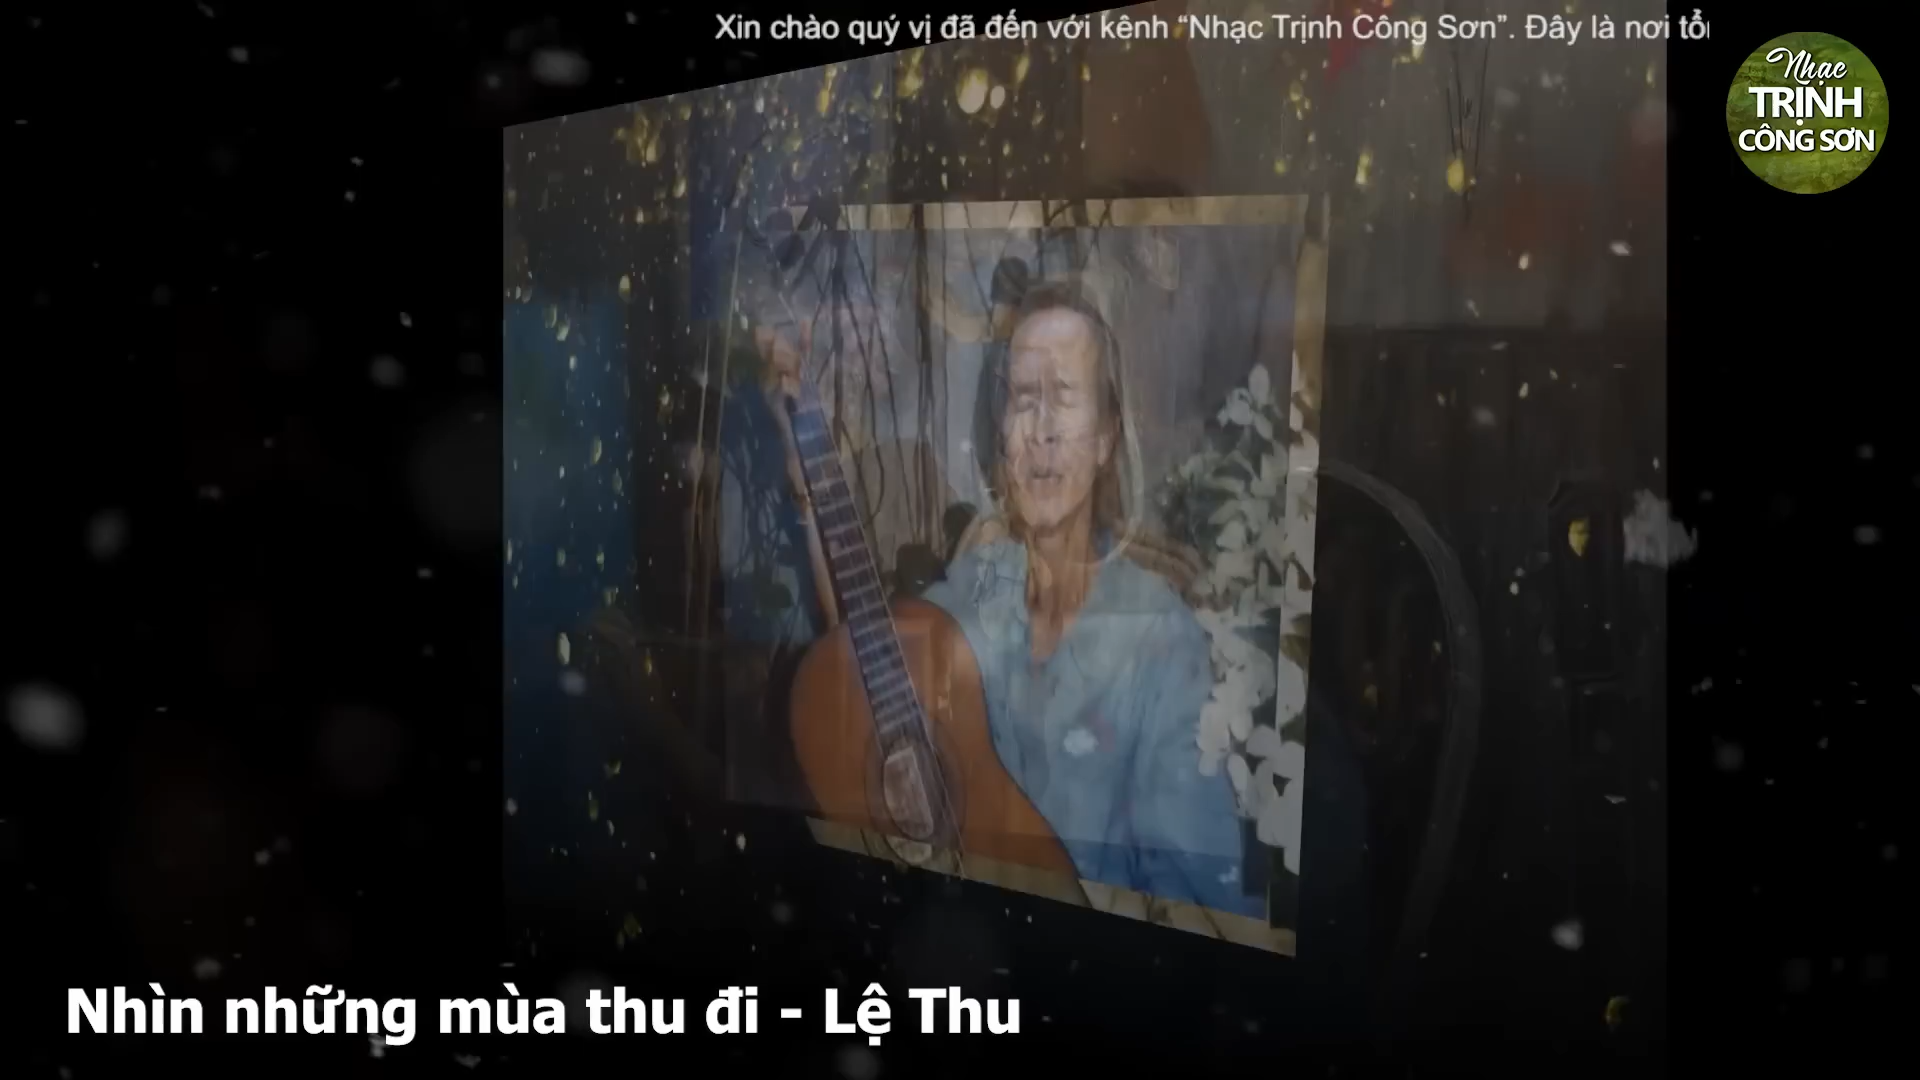 Xin chào quý vị đã đến với kênh “Nhạc Trịnh Công Sơn”. Đây là nơi
Nhạc
TRỊNH
CÔNG SƠN
Nhìn những mùa thu đi - Lệ Thu